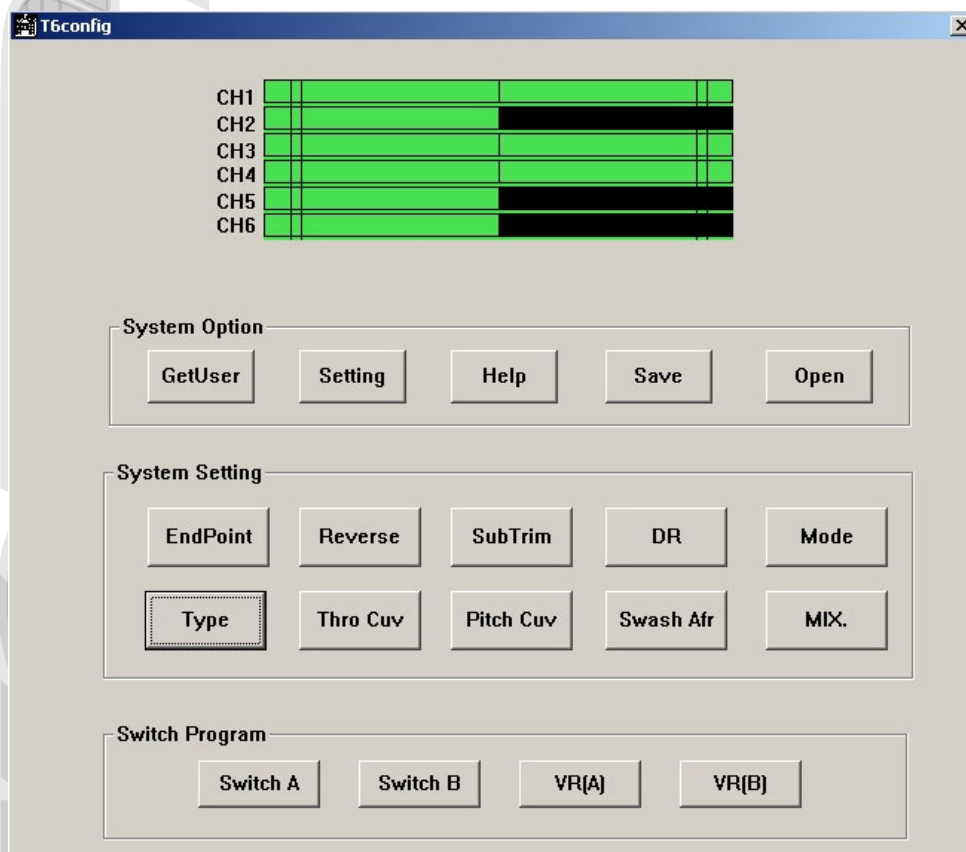 T6config
CH1
CH2
CH3
CH4
CH5
CH6
System Option
GetUser Setting Help Save Open
System Setting
EndPoint Reverse SubTrim DR Mode
Type Thro Cuv Pitch Cuv Swash Afr MIX.
Switch Program
Switch A Switch B VR(A) VR(B)